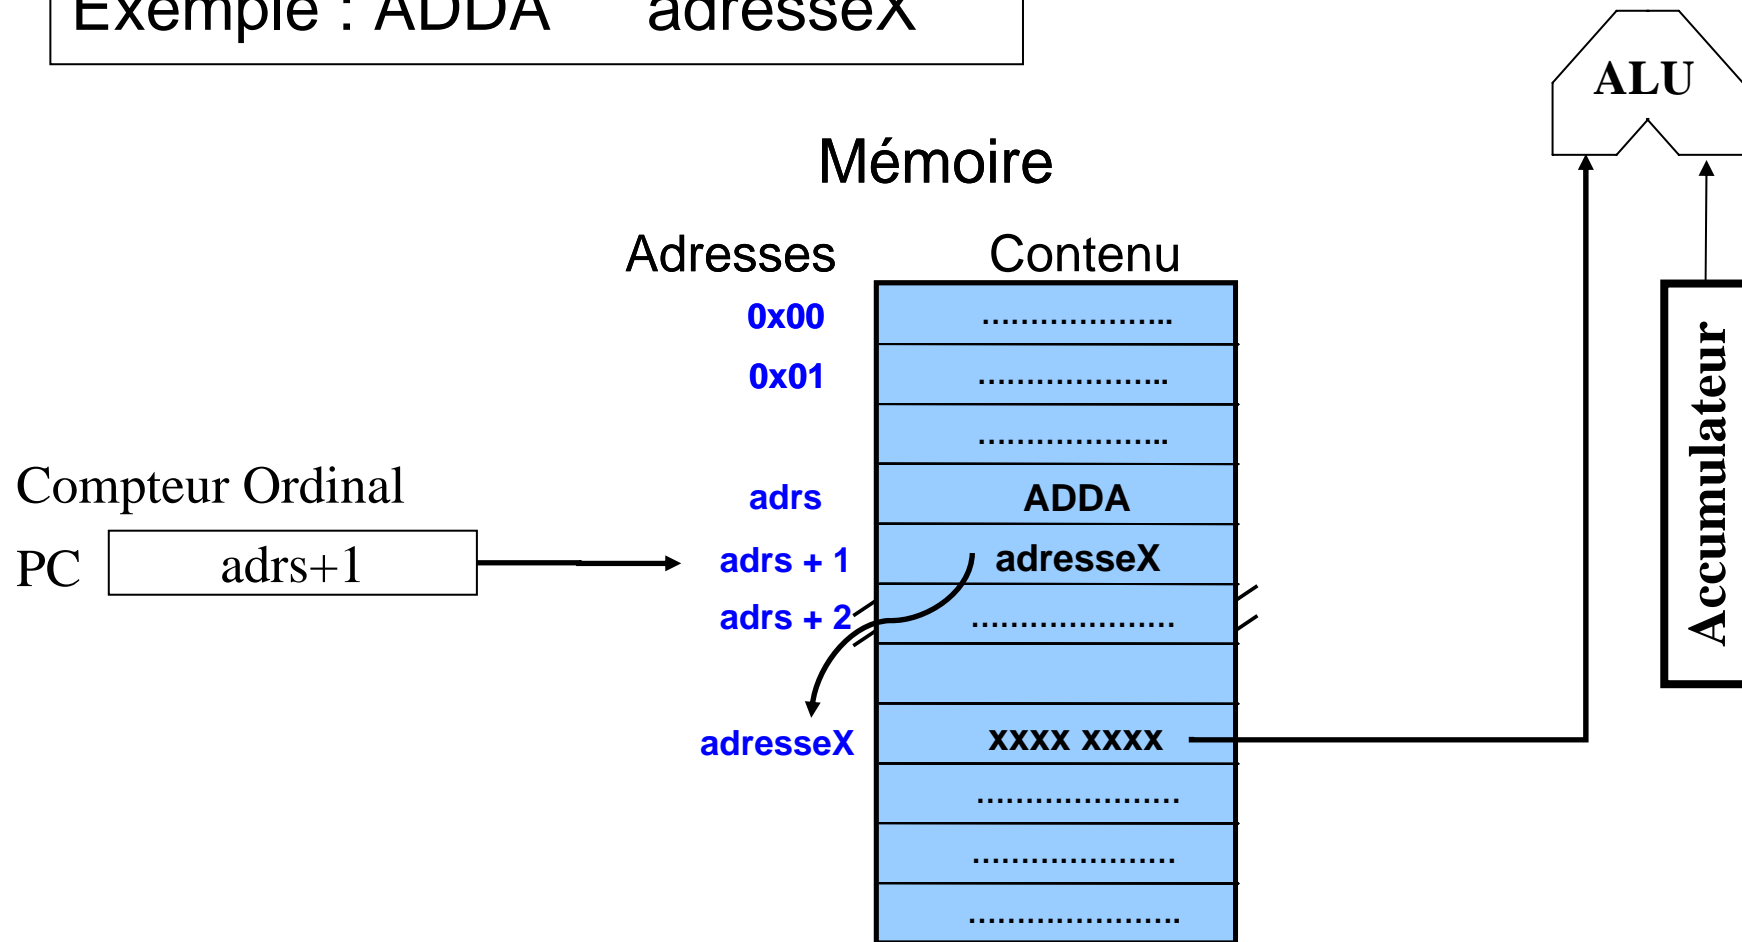 Exemple : ADDA adresseX
ALU
Mémoire
Adresses Contenu
0x00 ………………..
0x01 ………………..
………………..
Compteur Ordinal
adrs ADDA
PC adrs+1
adrs + 1 adresseX
adrs + 2 …………………
Accumulateur
adresseX xxxx xxxx
…………………
…………………
………………….